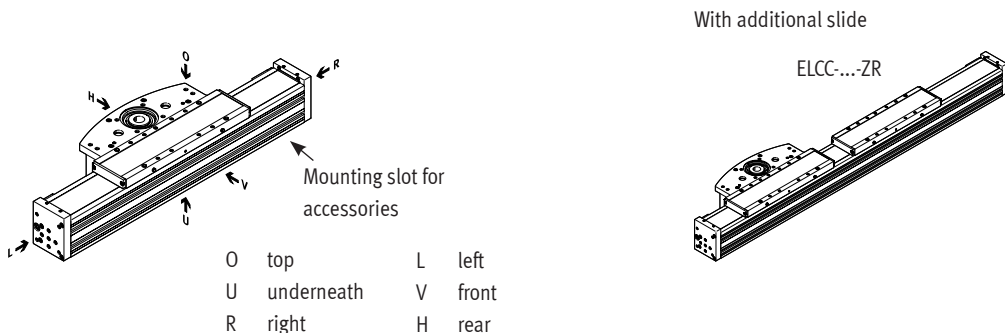 With additional slide
ELCC-...-ZR
O
R
H
Mounting slot for
accessories
V
U
L
O top L left
U underneath V front
R right H rear